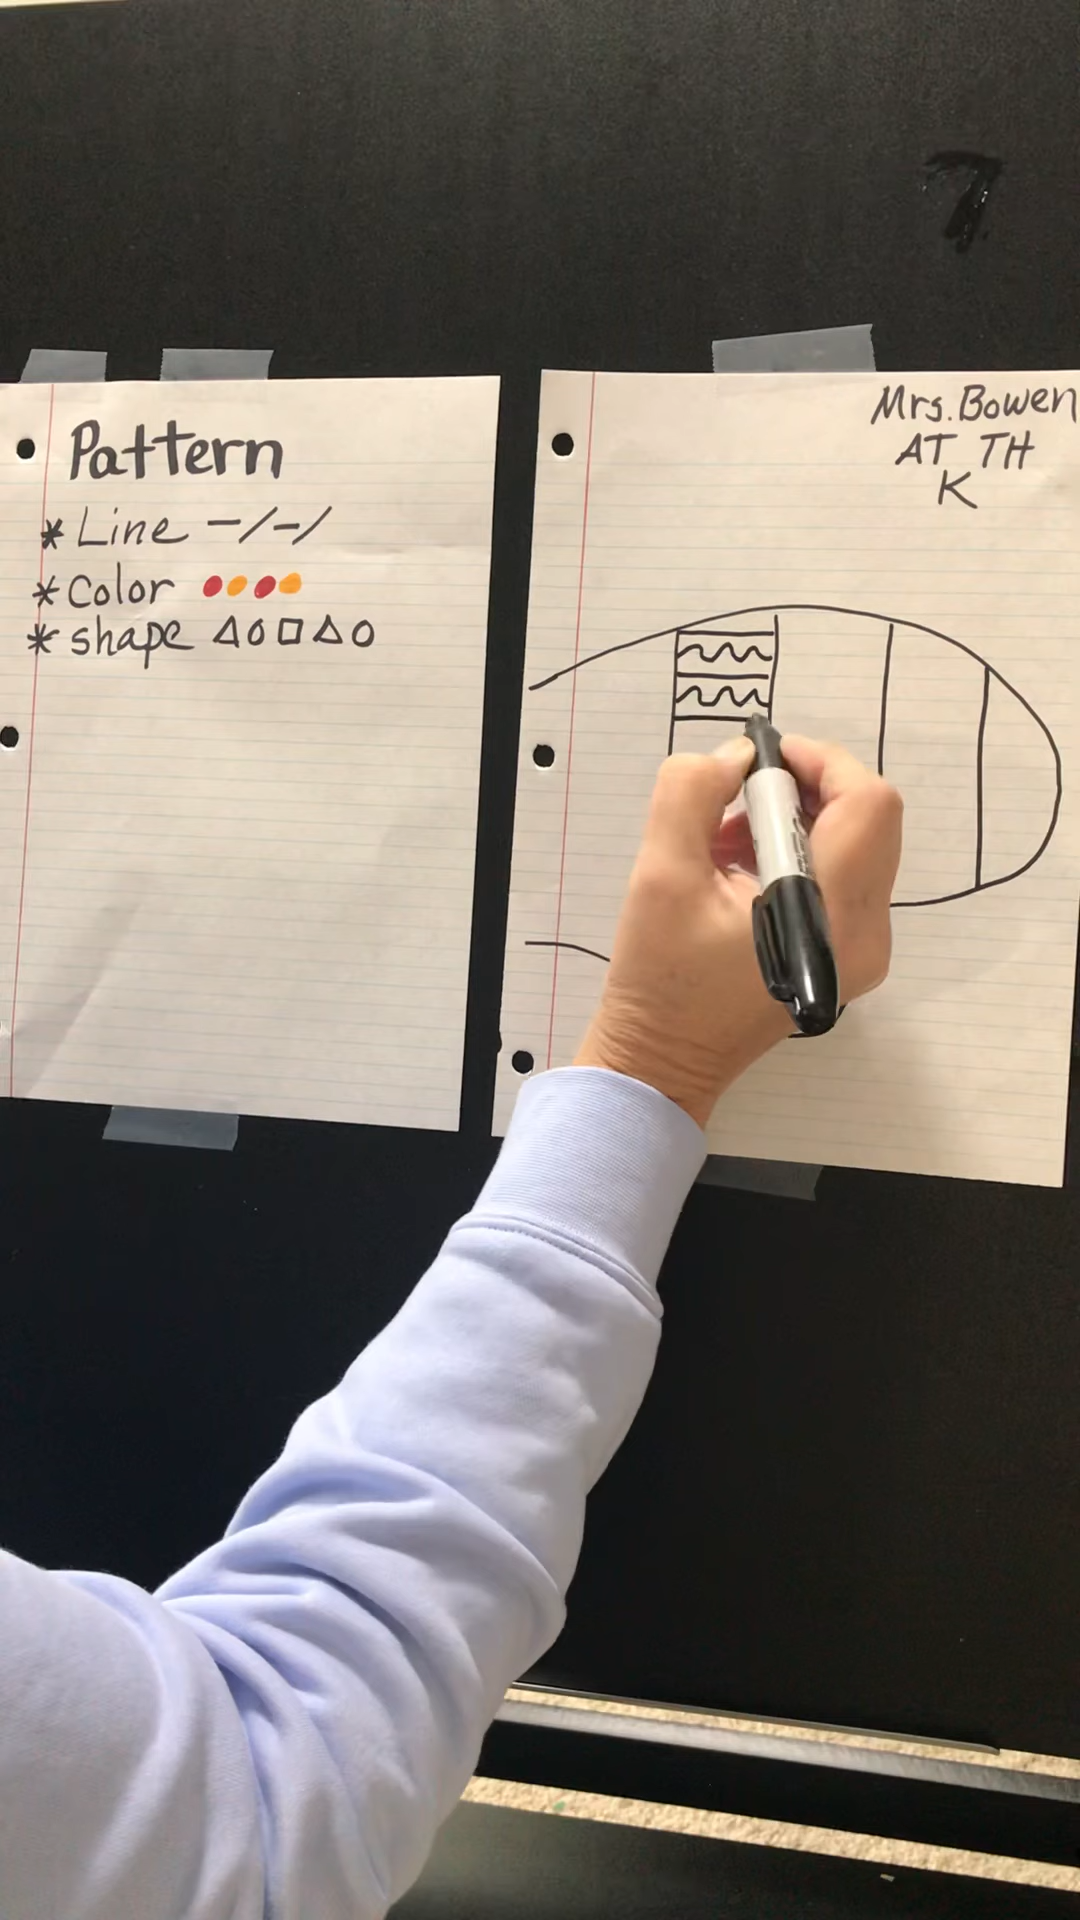 Pattern
* Line
* Color
* shape
Mrs. Bowen
AT TH
K